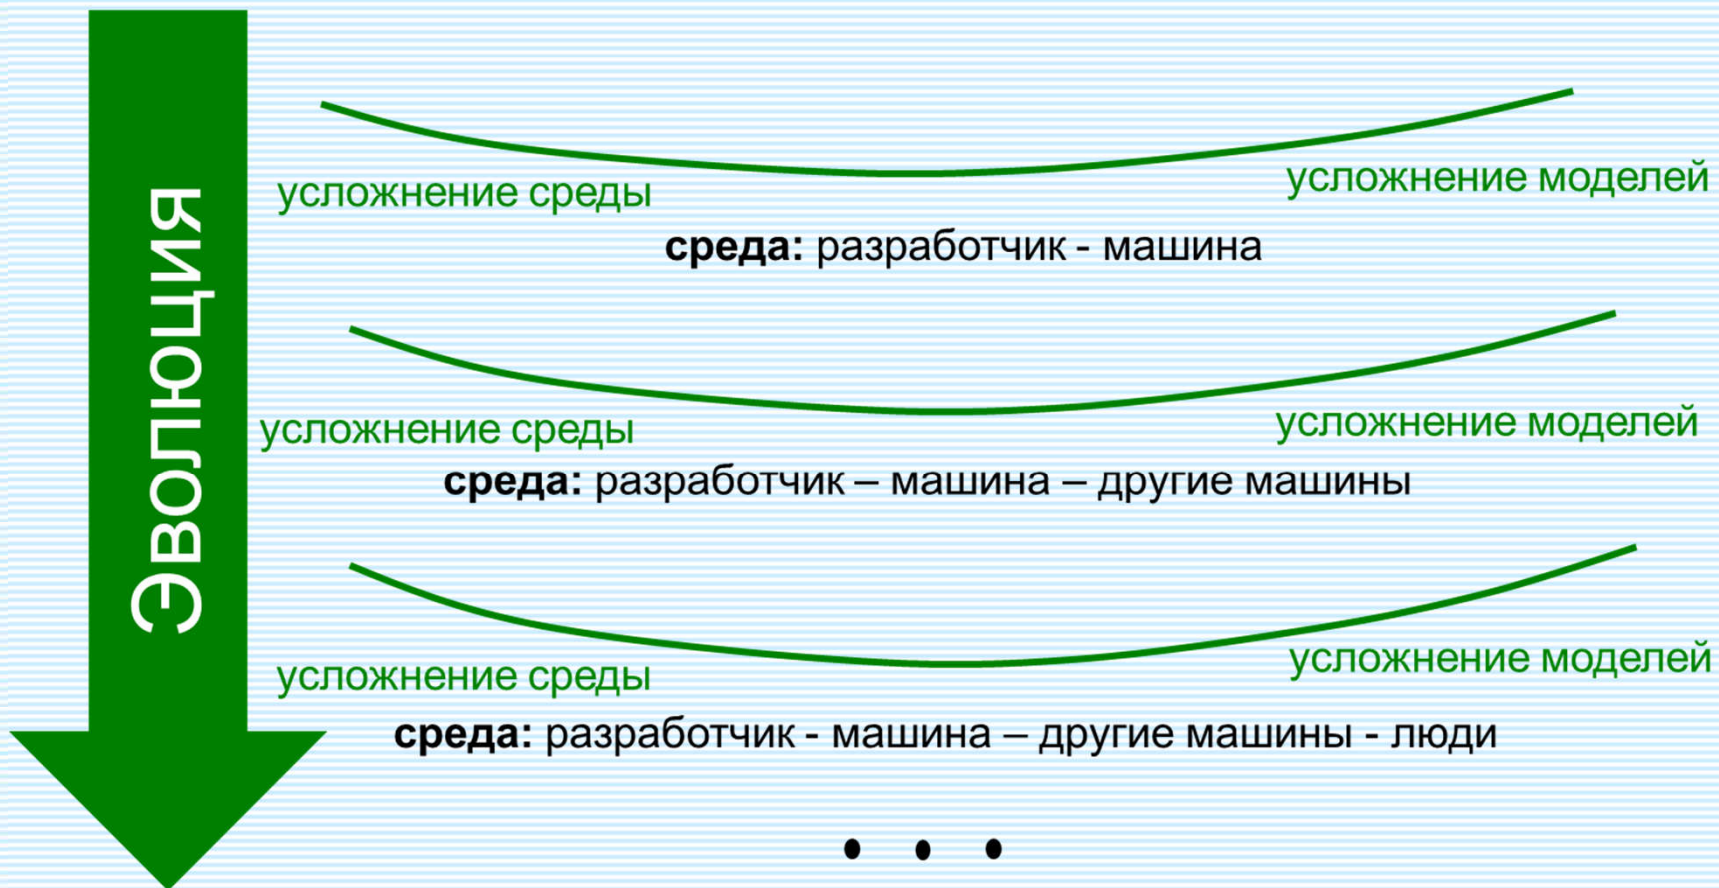 Эволюция
усложнение среды
усложнение моделей
среда: разработчик - машина
усложнение среды
усложнение моделей
среда: разработчик – машина – другие машины
усложнение среды
усложнение моделей
среда: разработчик - машина – другие машины - люди
• • •